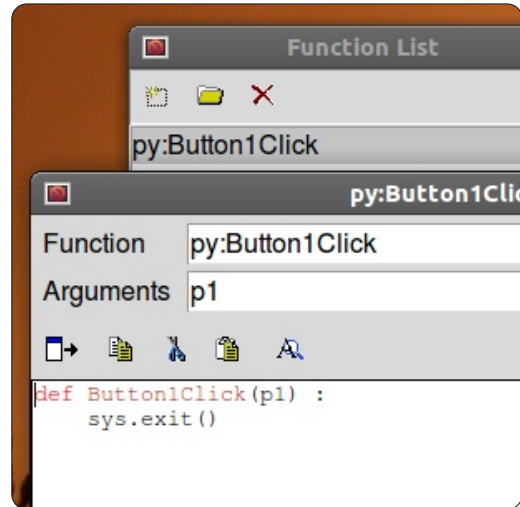 Function List
py:Button1Click
py:Button1Clic
Function py:Button1Click
Arguments p1
def Button1Click(p1) :
    sys.exit()